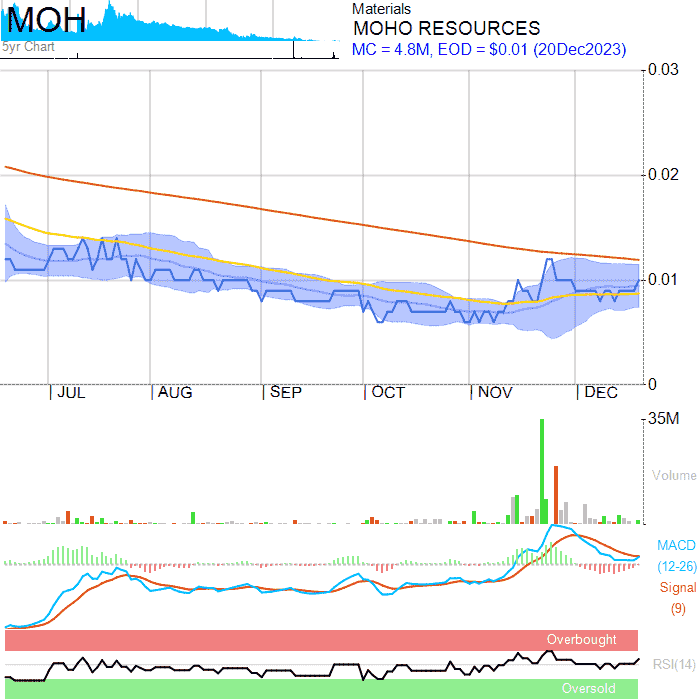 MOH
5yr Chart
Materials
MOHO RESOURCES
MC = 4.8M, EOD = $0.01 (20Dec2023)
0.03
0.02
0.01
0
JUL AUG SEP OCT NOV DEC
35M
Volume
MACD
(12-26)
Signal
(9)
Overbought
RSI(14)
Oversold